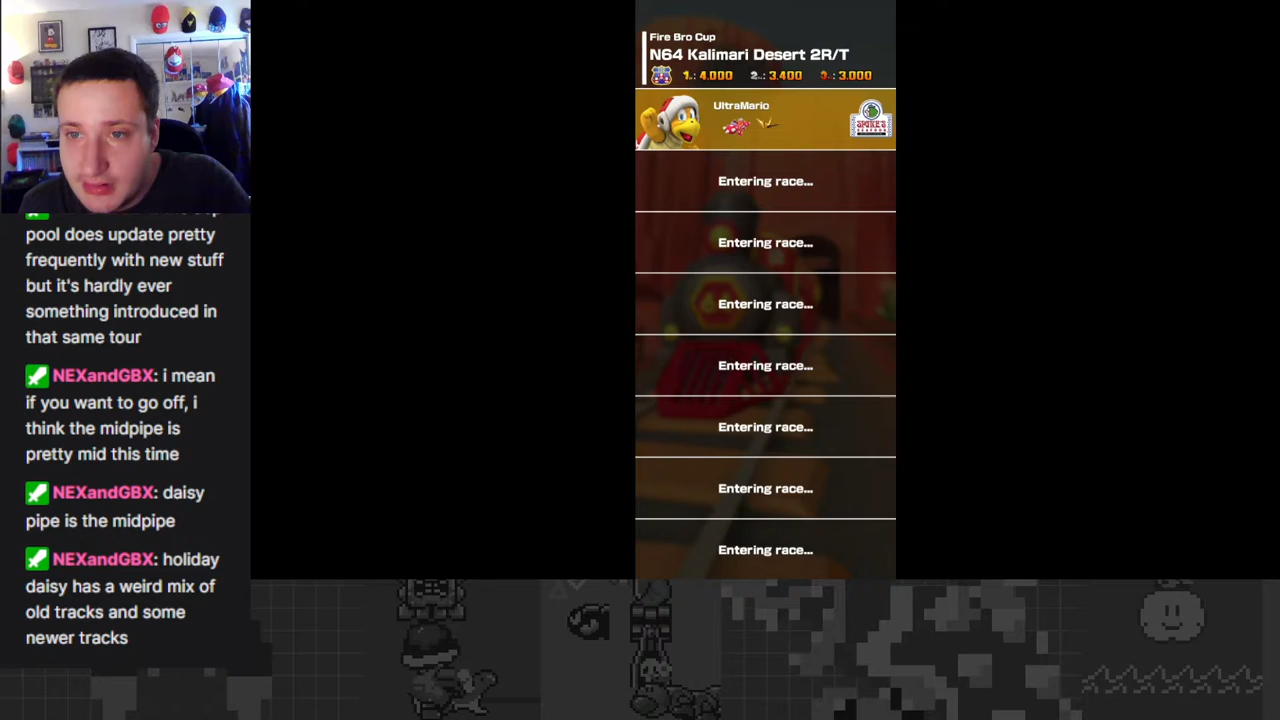 pool does update pretty
frequently with new stuff
but it's hardly ever
something introduced in
that same tour
NEXandGBX: i mean
if you want to go off, i
think the midpipe is
pretty mid this time
NEXandGBX: daisy
pipe is the midpipe
NEXandGBX: holiday
daisy has a weird mix of
old tracks and some
newer tracks
Fire Bro Cup
N64 Kalimari Desert 2R/T
1.: 4.000 2.: 3.400 3.: 3.000
UltraMario
Entering race...
Entering race...
Entering race...
Entering race...
Entering race...
Entering race...
Entering race...